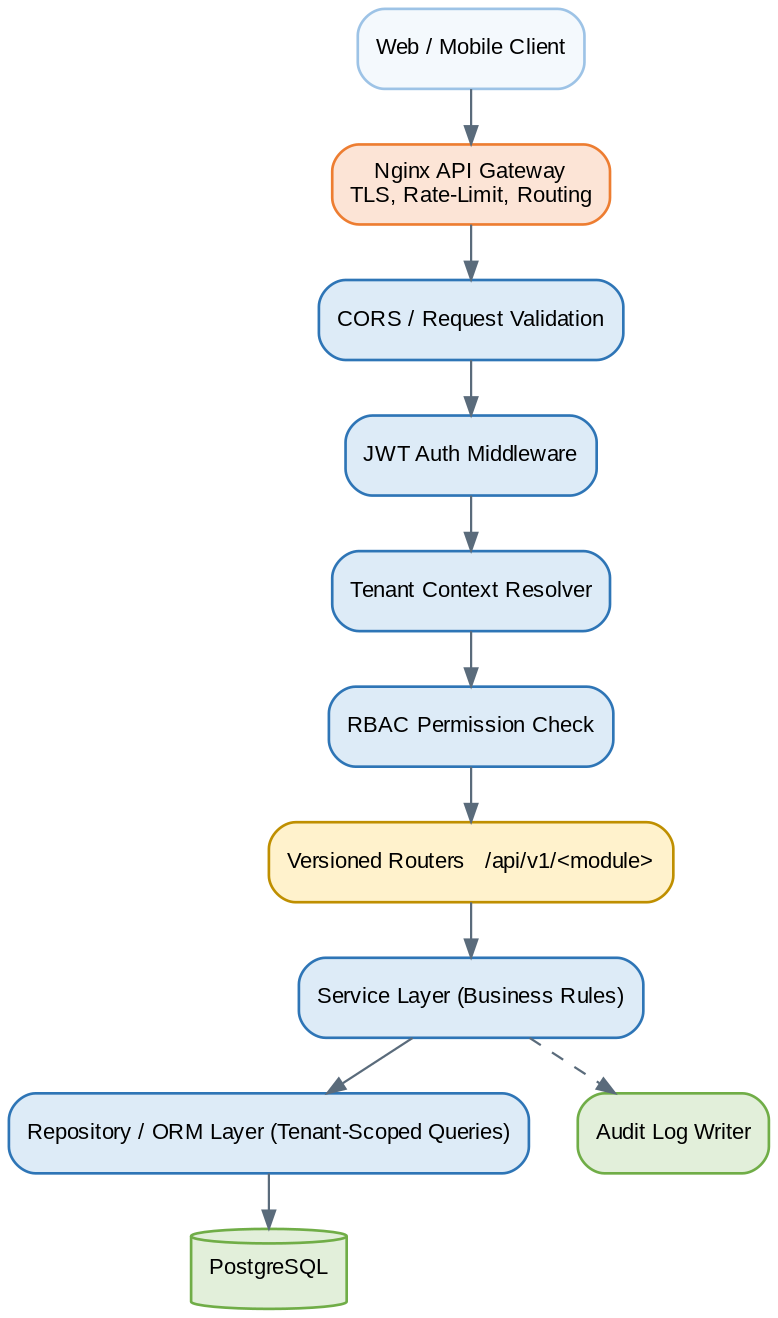 Web / Mobile Client
Nginx API Gateway
TLS, Rate-Limit, Routing
CORS / Request Validation
JWT Auth Middleware
Tenant Context Resolver
RBAC Permission Check
Versioned Routers   /api/v1/<module>
Service Layer (Business Rules)
Repository / ORM Layer (Tenant-Scoped Queries)
Audit Log Writer
PostgreSQL